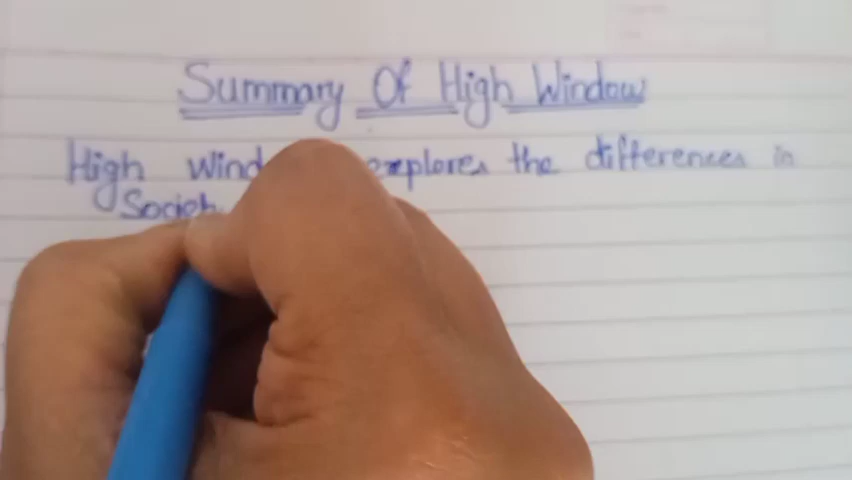 Summary Of High Window
High wind explores the differences in
Societ